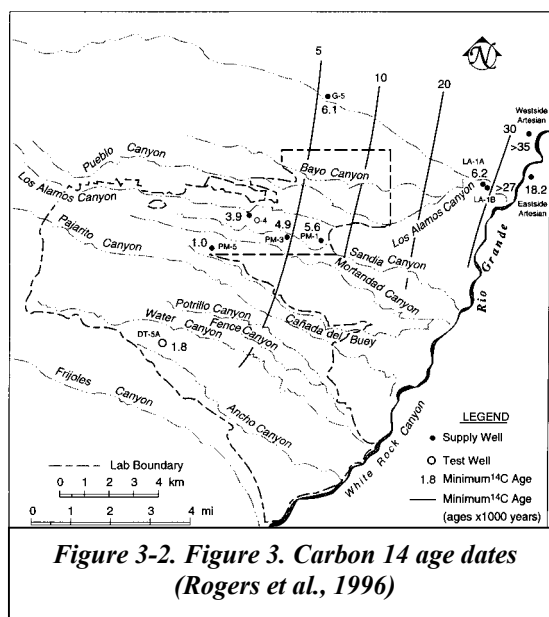 N
5
10
20
30
G-5
6.1
Westside
Artesian
>35
Pueblo Canyon
Bayo Canyon
LA-1A
6.2
Los Alamos Canyon
>27
18.2
LA-1B
Eastside
Artesian
Los Alamos Canyon
3.9
O-4
4.9
5.6
PM-3
PM-1
1.0
PM-5
Pajarito Canyon
Sandia Canyon
Mortandad Canyon
Rio Grande
Potrillo Canyon
Fence Canyon
Water Canyon
Cañada del Buey
DT-5A
1.8
Frijoles Canyon
Ancho Canyon
White Rock Canyon
LEGEND
Supply Well
Test Well
1.8 Minimum 14C Age
Minimum 14C Age
(ages x1000 years)
Lab Boundary
0 1 2 3 4 km
0 1 2 3 4 mi
Figure 3-2. Figure 3. Carbon 14 age dates
(Rogers et al., 1996)